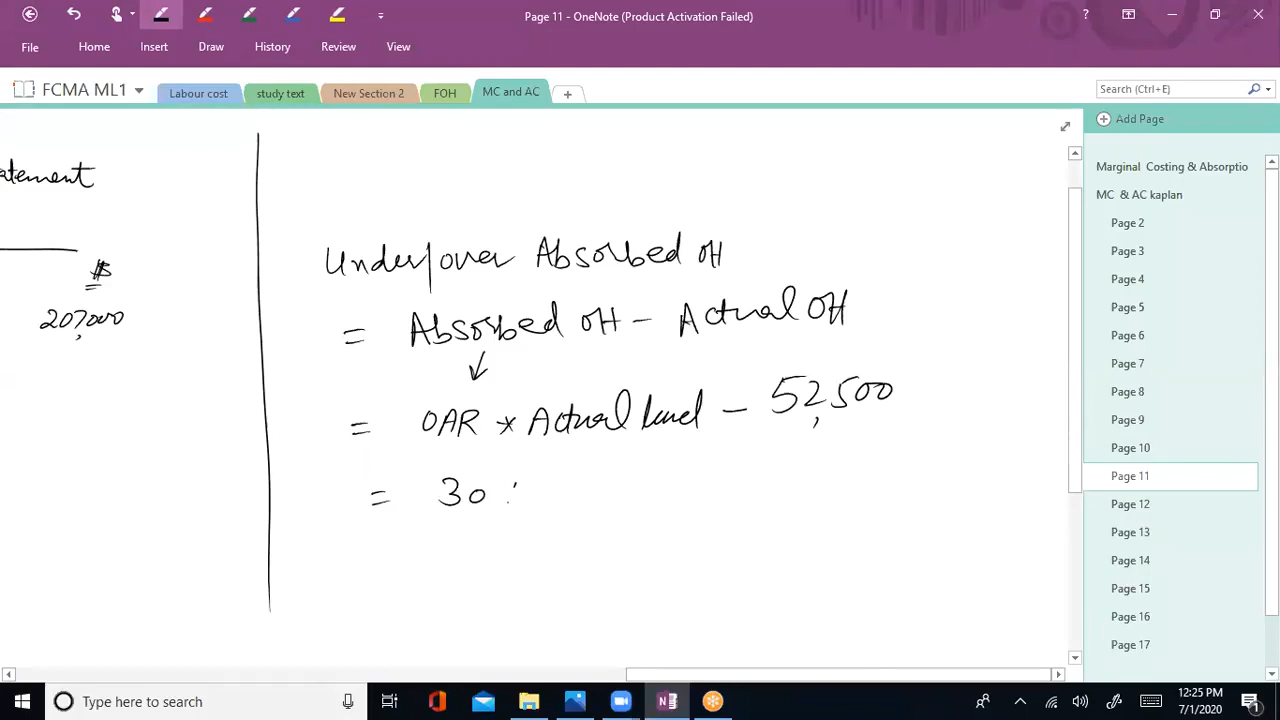 Page 11 - OneNote (Product Activation Failed)
?
File Home Insert Draw History Review View
FCMA ML1
Labour cost
study text
New Section 2
FOH
MC and AC
Search (Ctrl+E)
Add Page
Marginal Costing & Absorptio
MC & AC kaplan
Page 2
Page 3
Page 4
Page 5
Page 6
Page 7
Page 8
Page 9
Page 10
Page 11
Page 12
Page 13
Page 14
Page 15
Page 16
Page 17
atement
$
207,000
Under/over Absorbed OH
= Absorbed OH - Actual OH
= OAR * Actual level - 52,500
= 30
Type here to search
12:25 PM
7/1/2020